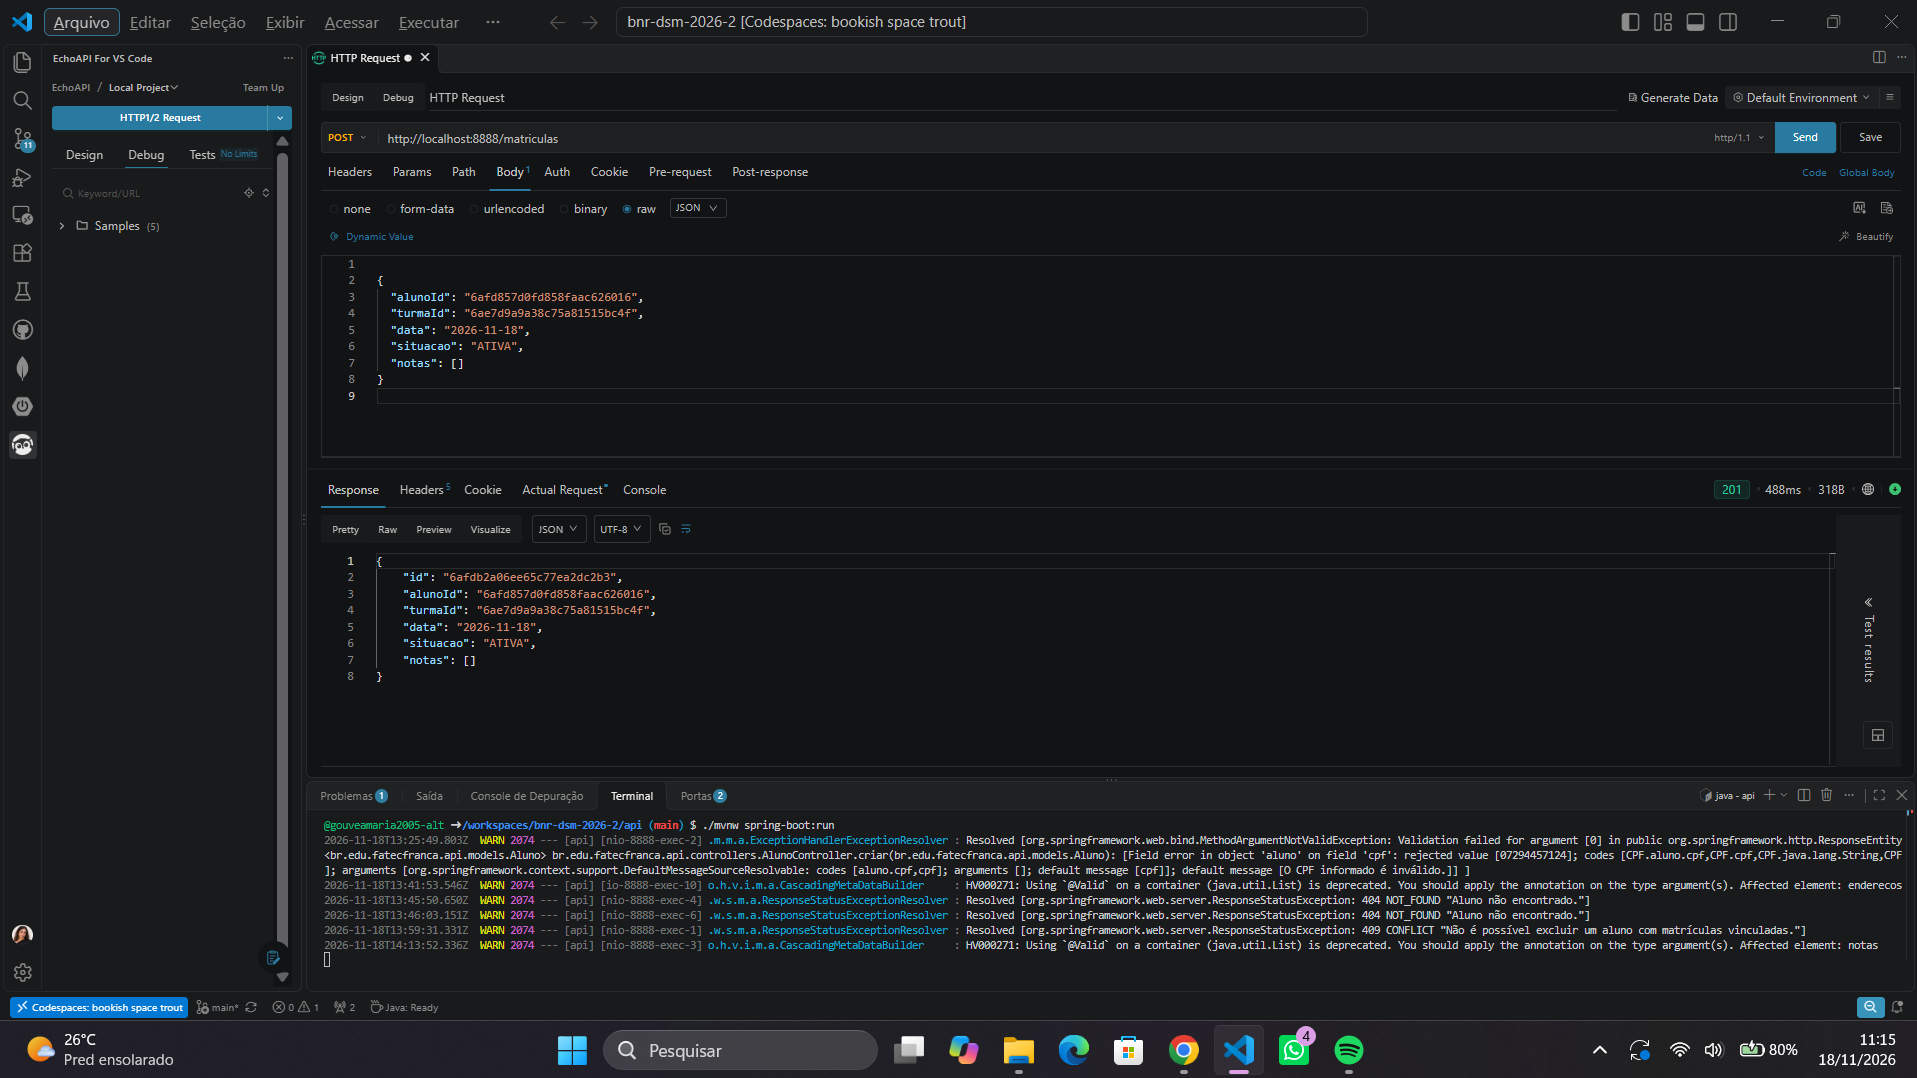 Arquivo Editar Seleção Exibir Acessar Executar ··· bnr-dsm-2026-2 [Codespaces: bookish space trout]
EchoAPI For VS Code
EchoAPI / Local Project Team Up
HTTP1/2 Request
Design Debug Tests No Limits
Keyword/URL
Samples (5)
11
HTTP Request
Design Debug HTTP Request Generate Data Default Environment
POST http://localhost:8888/matriculas http/1.1 Send Save
Headers Params Path Body 1 Auth Cookie Pre-request Post-response Code Global Body
none form-data urlencoded binary raw JSON
Dynamic Value Beautify
1
2 {
3 "alunoId": "6afd857d0fd858faac626016",
4 "turmaId": "6ae7d9a9a38c75a81515bc4f",
5 "data": "2026-11-18",
6 "situacao": "ATIVA",
7 "notas": []
8 }
9
Response Headers 5 Cookie Actual Request Console 201 488ms 318B
Pretty Raw Preview Visualize JSON UTF-8
1 {
2 "id": "6afdb2a06ee65c77ea2dc2b3",
3 "alunoId": "6afd857d0fd858faac626016",
4 "turmaId": "6ae7d9a9a38c75a81515bc4f",
5 "data": "2026-11-18",
6 "situacao": "ATIVA",
7 "notas": []
8 }
Test results
Problemas 1 Saída Console de Depuração Terminal Portas 2 java - api
@gouveamaria2005-alt ➜/workspaces/bnr-dsm-2026-2/api (main) $ ./mvnw spring-boot:run
2026-11-18T13:25:49.803Z WARN 2074 --- [api] [nio-8888-exec-2] .m.m.a.ExceptionHandlerExceptionResolver : Resolved [org.springframework.web.bind.MethodArgumentNotValidException: Validation failed for argument [0] in public org.springframework.http.ResponseEntity
<br.edu.fatecfranca.api.models.Aluno> br.edu.fatecfranca.api.controllers.AlunoController.criar(br.edu.fatecfranca.api.models.Aluno): [Field error in object 'aluno' on field 'cpf': rejected value [07294457124]; codes [CPF.aluno.cpf,CPF.cpf,CPF.java.lang.String,CPF
]; arguments [org.springframework.context.support.DefaultMessageSourceResolvable: codes [aluno.cpf,cpf]; arguments []; default message [cpf]]; default message [O CPF informado é inválido.]] ]
2026-11-18T13:41:53.546Z WARN 2074 --- [api] [io-8888-exec-10] o.h.v.i.m.a.CascadingMetaDataBuilder : HV000271: Using `@Valid` on a container (java.util.List) is deprecated. You should apply the annotation on the type argument(s). Affected element: enderecos
2026-11-18T13:45:50.650Z WARN 2074 --- [api] [nio-8888-exec-4] .w.s.m.a.ResponseStatusExceptionResolver : Resolved [org.springframework.web.server.ResponseStatusException: 404 NOT_FOUND "Aluno não encontrado."]
2026-11-18T13:46:03.151Z WARN 2074 --- [api] [nio-8888-exec-6] .w.s.m.a.ResponseStatusExceptionResolver : Resolved [org.springframework.web.server.ResponseStatusException: 404 NOT_FOUND "Aluno não encontrado."]
2026-11-18T13:59:31.331Z WARN 2074 --- [api] [nio-8888-exec-1] .w.s.m.a.ResponseStatusExceptionResolver : Resolved [org.springframework.web.server.ResponseStatusException: 409 CONFLICT "Não é possível excluir um aluno com matrículas vinculadas."]
2026-11-18T14:13:52.336Z WARN 2074 --- [api] [nio-8888-exec-3] o.h.v.i.m.a.CascadingMetaDataBuilder : HV000271: Using `@Valid` on a container (java.util.List) is deprecated. You should apply the annotation on the type argument(s). Affected element: notas
Codespaces: bookish space trout main* 0 1 2 Java: Ready
26°C
Pred ensolarado
Pesquisar
4
80%
11:15
18/11/2026